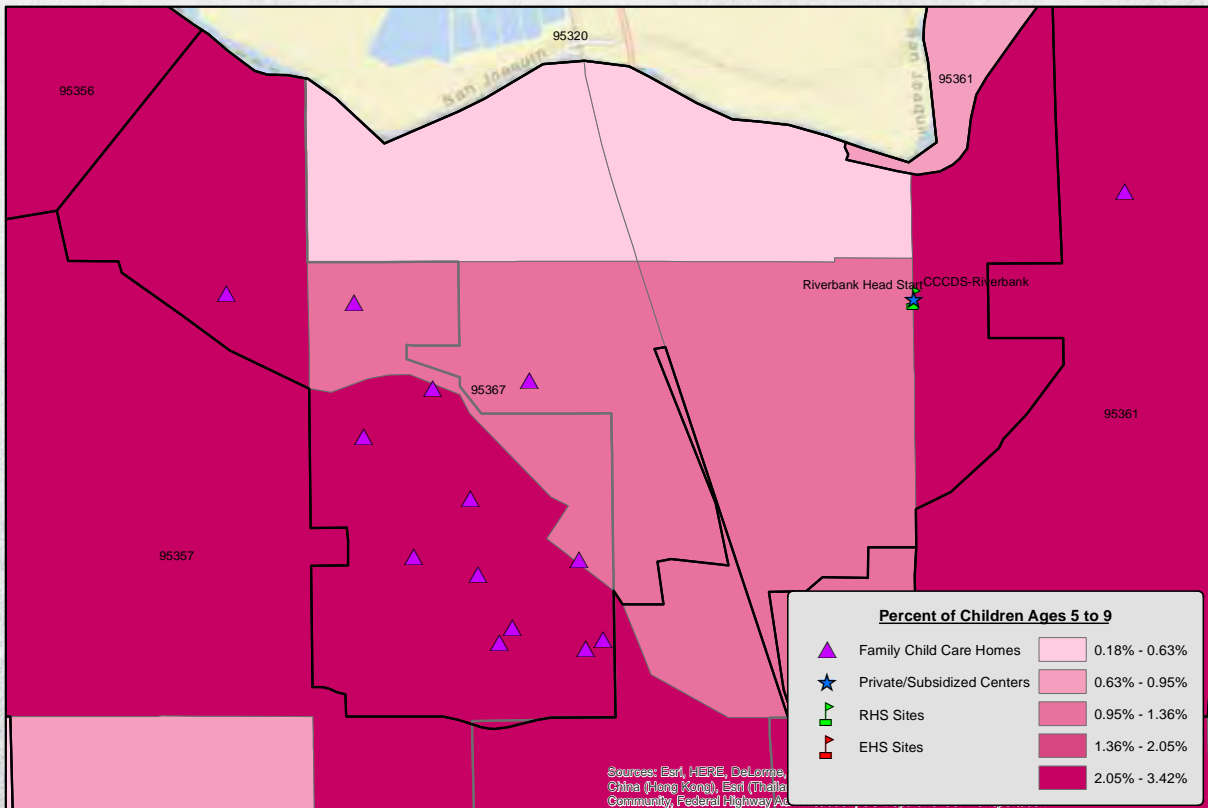 95320
San Joaquin
San Joaquin
95361
95356
Riverbank Head Start
CCCDS-Riverbank
95367
95361
95357
Percent of Children Ages 5 to 9
Family Child Care Homes
Private/Subsidized Centers
RHS Sites
EHS Sites
0.18% - 0.63%
0.63% - 0.95%
0.95% - 1.36%
1.36% - 2.05%
2.05% - 3.42%
Sources: Esri, HERE, DeLorme,
China (Hong Kong), Esri (Thaila
Community, Federal Highway Ad